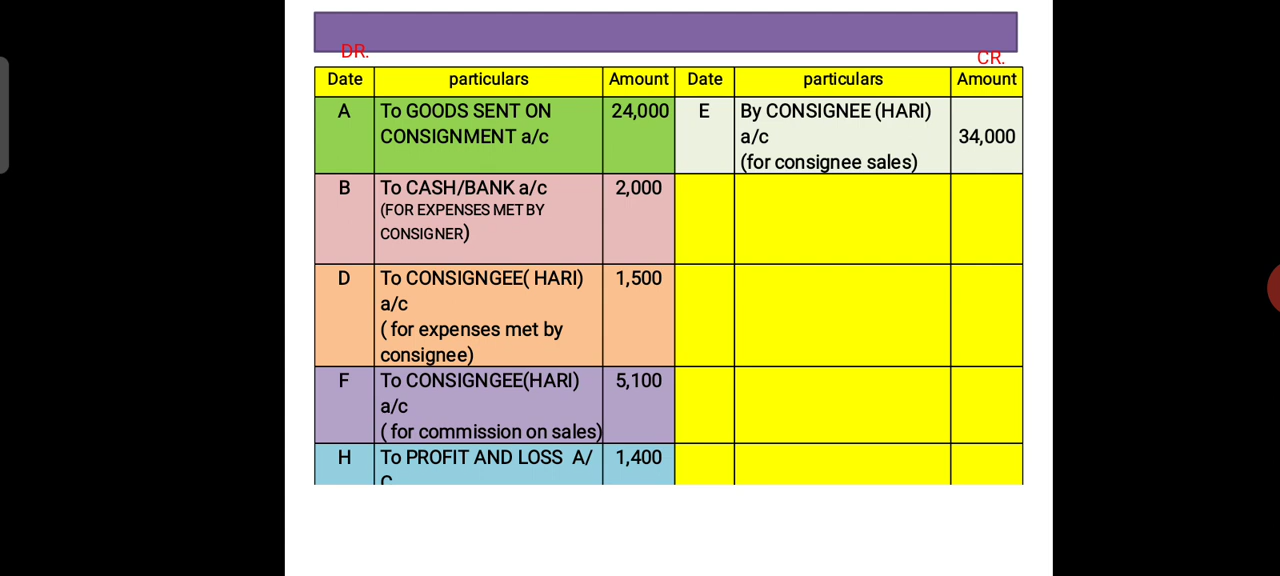 DR.
CR.
Date particulars Amount Date particulars Amount
A To GOODS SENT ON 24,000 E By CONSIGNEE (HARI)
CONSIGNMENT a/c a/c 34,000
(for consignee sales)
B To CASH/BANK a/c 2,000
(FOR EXPENSES MET BY
CONSIGNER)
D To CONSIGNGEE( HARI) 1,500
a/c
( for expenses met by
consignee)
F To CONSIGNGEE(HARI) 5,100
a/c
( for commission on sales)
H To PROFIT AND LOSS A/ 1,400
C